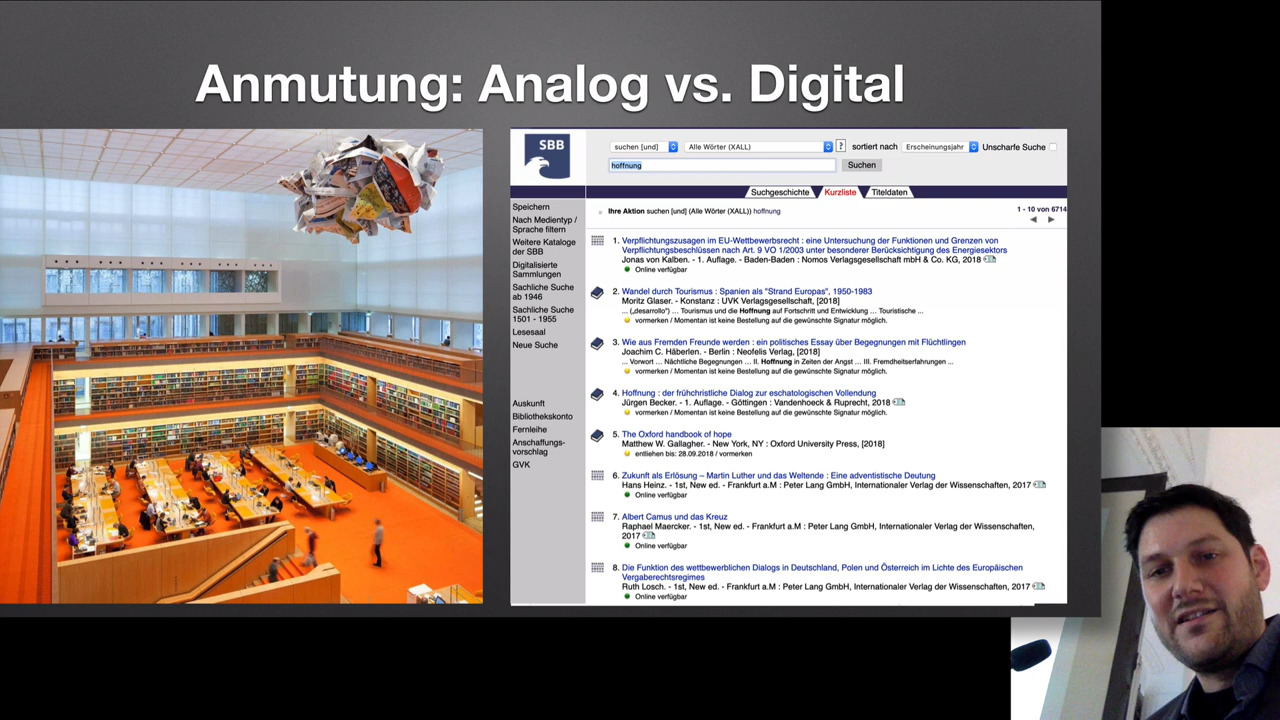 Anmutung: Analog vs. Digital
SBB
suchen [und]
Alle Wörter (XALL)
?
sortiert nach
Erscheinungsjahr
Unscharfe Suche
hoffnung
Suchen
Suchgeschichte
Kurzliste
Titeldaten
Speichern
Nach Medientyp /
Sprache filtern
Weitere Kataloge
der SBB
Digitalisierte
Sammlungen
Sachliche Suche
ab 1946
Sachliche Suche
1501 - 1955
Lesesaal
Neue Suche
Auskunft
Bibliothekskonto
Fernleihe
Anschaffungs-
vorschlag
GVK
Ihre Aktion suchen [und] (Alle Wörter (XALL)) hoffnung
1 - 10 von 6714
1. Verpflichtungszusagen im EU-Wettbewerbsrecht : eine Untersuchung der Funktionen und Grenzen von
Verpflichtungsbeschlüssen nach Art. 9 VO 1/2003 unter besonderer Berücksichtigung des Energiesektors
Jonas von Kalben. - 1. Auflage. - Baden-Baden : Nomos Verlagsgesellschaft mbH & Co. KG, 2018
Online verfügbar
2. Wandel durch Tourismus : Spanien als "Strand Europas", 1950-1983
Moritz Glaser. - Konstanz : UVK Verlagsgesellschaft, [2018]
... („desarrollo") ... Tourismus und die Hoffnung auf Fortschritt und Entwicklung ... Touristische ...
vormerken / Momentan ist keine Bestellung auf die gewünschte Signatur möglich.
3. Wie aus Fremden Freunde werden : ein politisches Essay über Begegnungen mit Flüchtlingen
Joachim C. Häberlen. - Berlin : Neofelis Verlag, [2018]
... Vorwort ... Nächtliche Begegnungen ... II. Hoffnung in Zeiten der Angst ... III. Fremdheitserfahrungen ...
vormerken / Momentan ist keine Bestellung auf die gewünschte Signatur möglich.
4. Hoffnung : der frühchristliche Dialog zur eschatologischen Vollendung
Jürgen Becker. - 1. Auflage. - Göttingen : Vandenhoeck & Ruprecht, 2018
vormerken / Momentan ist keine Bestellung auf die gewünschte Signatur möglich.
5. The Oxford handbook of hope
Matthew W. Gallagher. - New York, NY : Oxford University Press, [2018]
entliehen bis: 28.09.2018 / vormerken
6. Zukunft als Erlösung – Martin Luther und das Weltende : Eine adventistische Deutung
Hans Heinz. - 1st, New ed. - Frankfurt a.M : Peter Lang GmbH, Internationaler Verlag der Wissenschaften, 2017
Online verfügbar
7. Albert Camus und das Kreuz
Raphael Maercker. - 1st, New ed. - Frankfurt a.M : Peter Lang GmbH, Internationaler Verlag der Wissenschaften,
2017
Online verfügbar
8. Die Funktion des wettbewerblichen Dialogs in Deutschland, Polen und Österreich im Lichte des Europäischen
Vergaberechtsregimes
Ruth Losch. - 1st, New ed. - Frankfurt a.M : Peter Lang GmbH, Internationaler Verlag der Wissenschaften, 2017
Online verfügbar